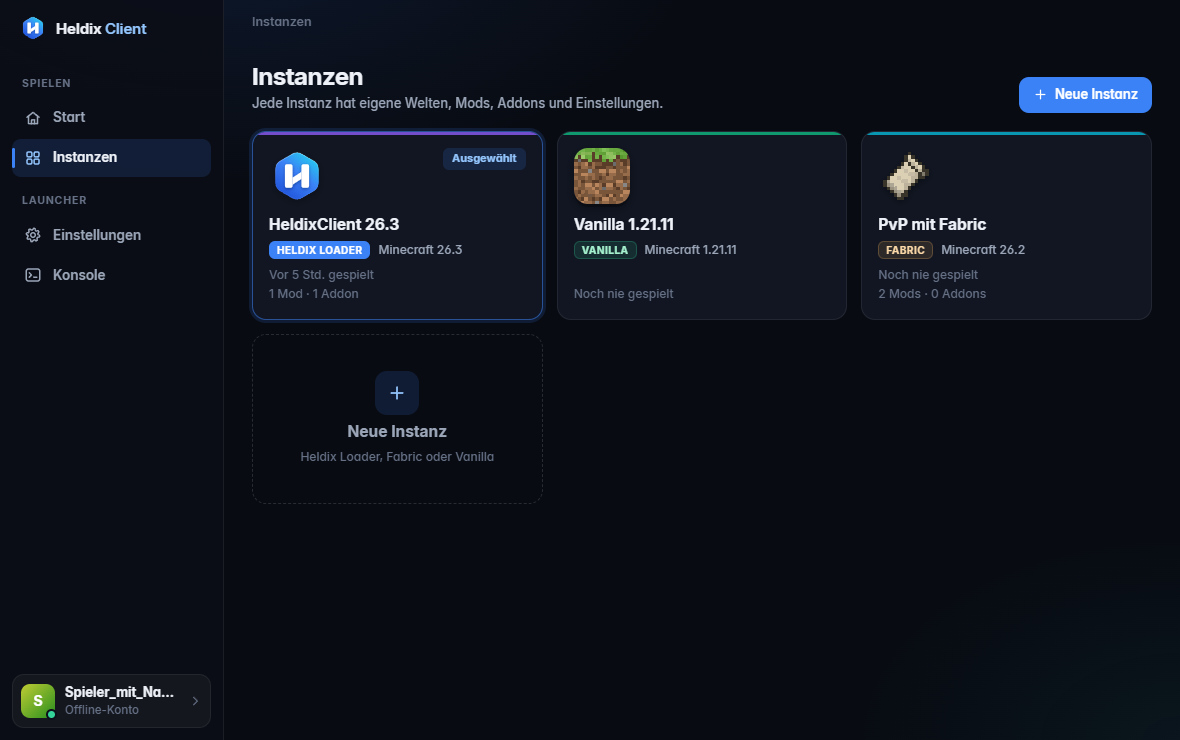 Heldix Client
SPIELEN
Start
Instanzen
LAUNCHER
Einstellungen
Konsole
S
Spieler_mit_Na...
Offline-Konto
Instanzen
Instanzen
Jede Instanz hat eigene Welten, Mods, Addons und Einstellungen.
Neue Instanz
Ausgewählt
HeldixClient 26.3
HELDIX LOADER Minecraft 26.3
Vor 5 Std. gespielt
1 Mod · 1 Addon
Vanilla 1.21.11
VANILLA Minecraft 1.21.11
Noch nie gespielt
PvP mit Fabric
FABRIC Minecraft 26.2
Noch nie gespielt
2 Mods · 0 Addons
Neue Instanz
Heldix Loader, Fabric oder Vanilla